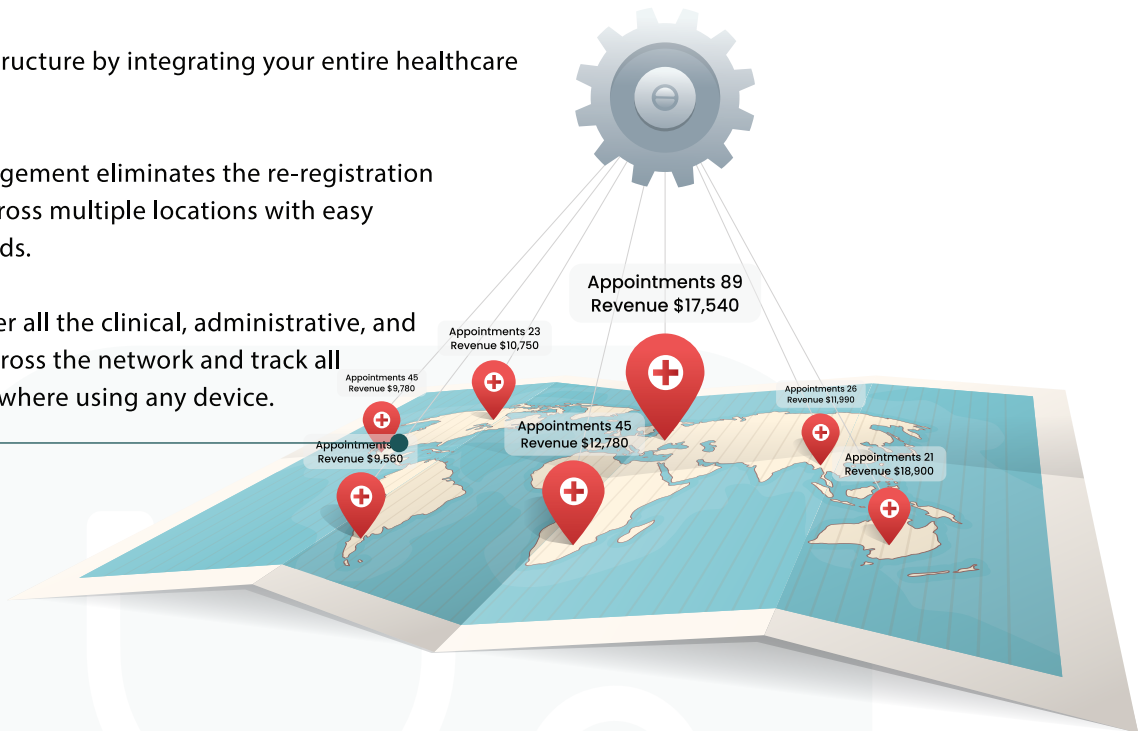 ructure by integrating your entire healthcare
gement eliminates the re-registration
ross multiple locations with easy
ds.
er all the clinical, administrative, and
ross the network and track all
where using any device.
Appointments 89
Revenue $17,540
Appointments 23
Revenue $10,750
Appointments 45
Revenue $9,780
Appointments 26
Revenue $11,990
Appointments 45
Revenue $12,780
Appointments
Revenue $9,560
Appointments 21
Revenue $18,900